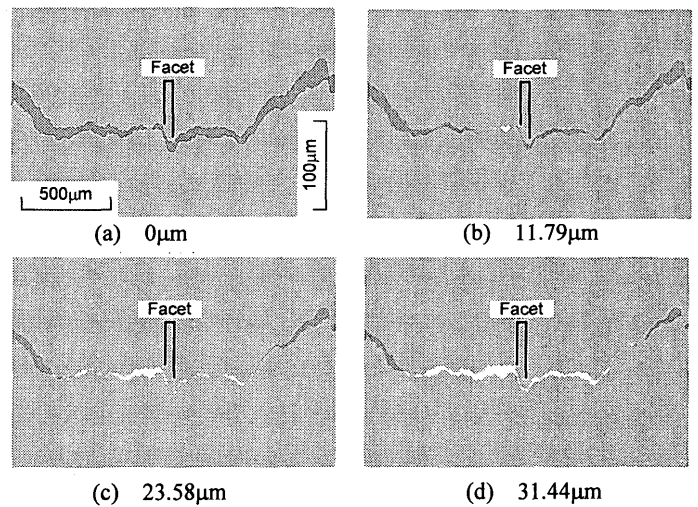 Facet
500μm
100μm
(a) 0μm
Facet
(b) 11.79μm
Facet
(c) 23.58μm
Facet
(d) 31.44μm